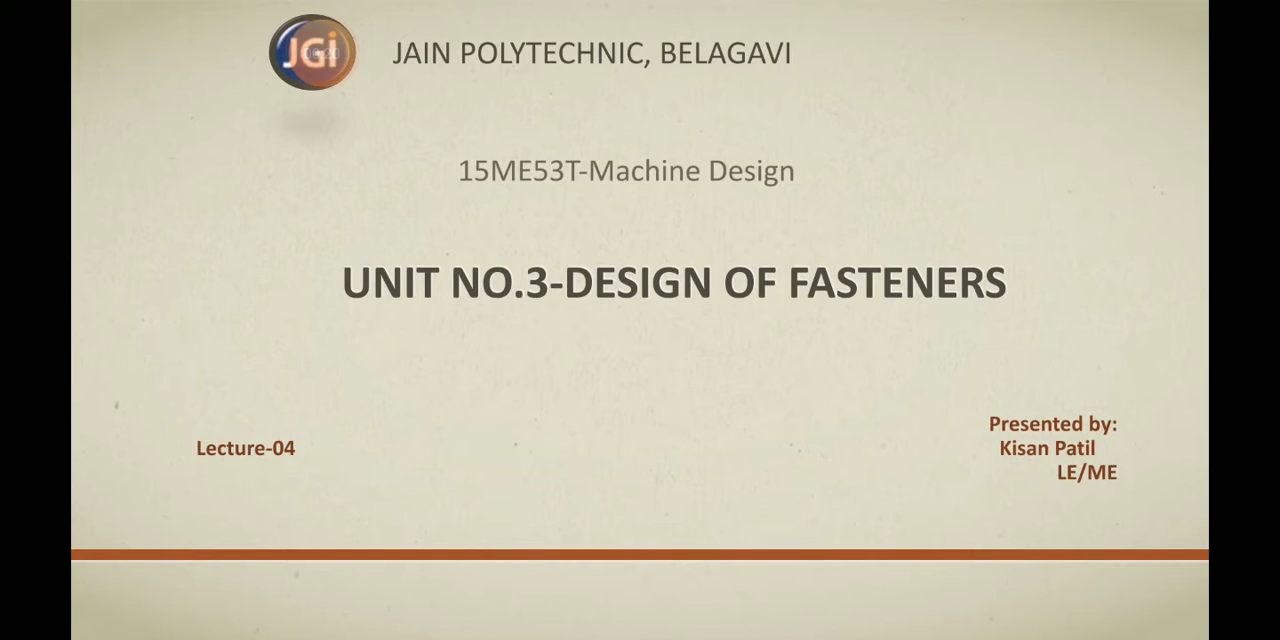 JGi
JAIN POLYTECHNIC, BELAGAVI
15ME53T-Machine Design
UNIT NO.3-DESIGN OF FASTENERS
Lecture-04
Presented by:
Kisan Patil
LE/ME